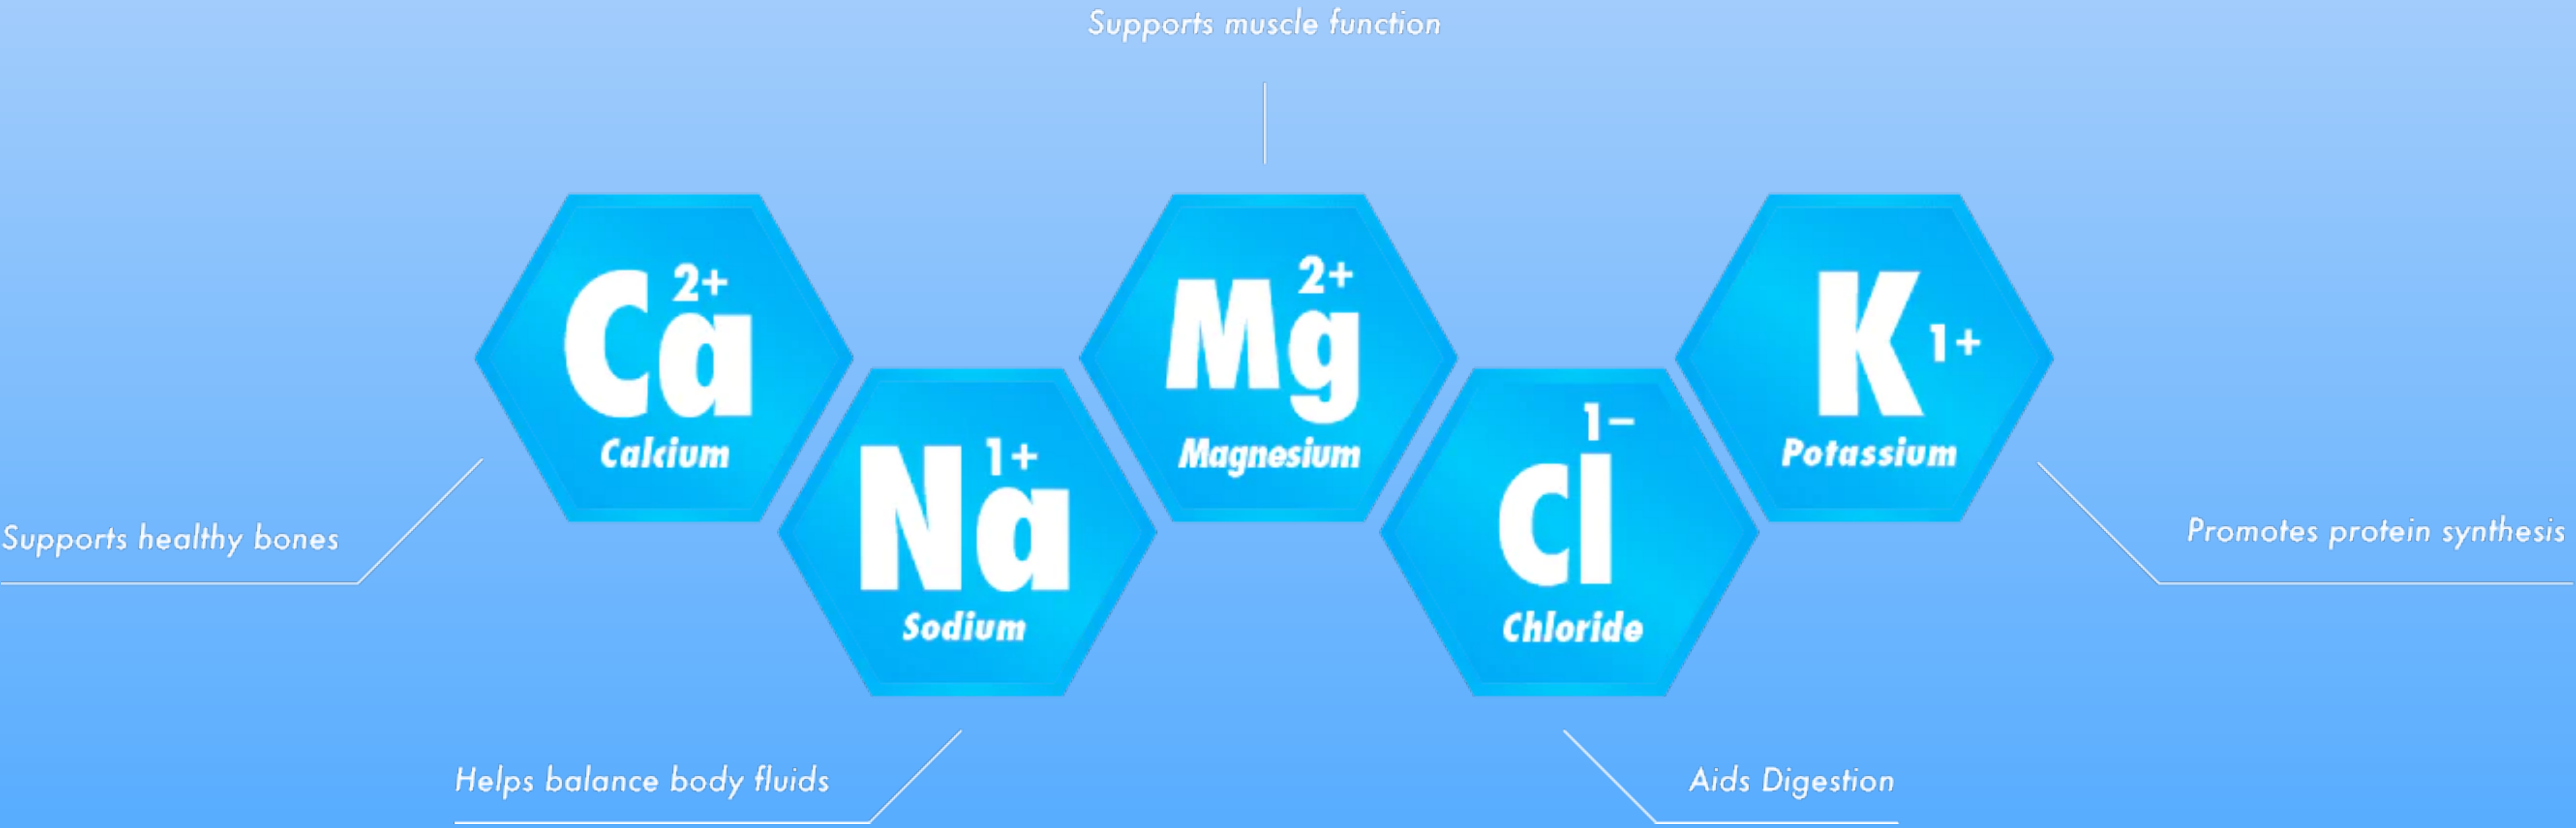 Supports muscle function
Ca 2+
Calcium
Na 1+
Sodium
Mg 2+
Magnesium
Cl 1−
Chloride
K 1+
Potassium
Supports healthy bones
Promotes protein synthesis
Helps balance body fluids
Aids Digestion